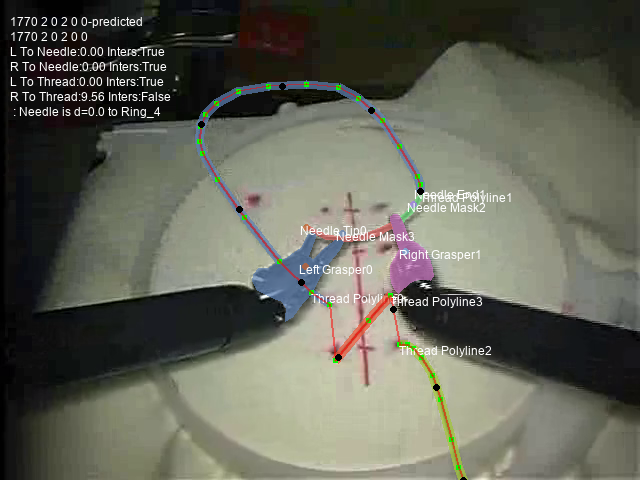 1770 2 0 2 0 0-predicted
1770 2 0 2 0 0
L To Needle:0.00 Inters:True
R To Needle:0.00 Inters:True
L To Thread:0.00 Inters:True
R To Thread:9.56 Inters:False
: Needle is d=0.0 to Ring_4
Needle End1
Thread Polyline1
Needle Mask2
Needle Tip0
Needle Mask3
Right Grasper1
Left Grasper0
Thread
Thread Polyline3
Thread Polyline2